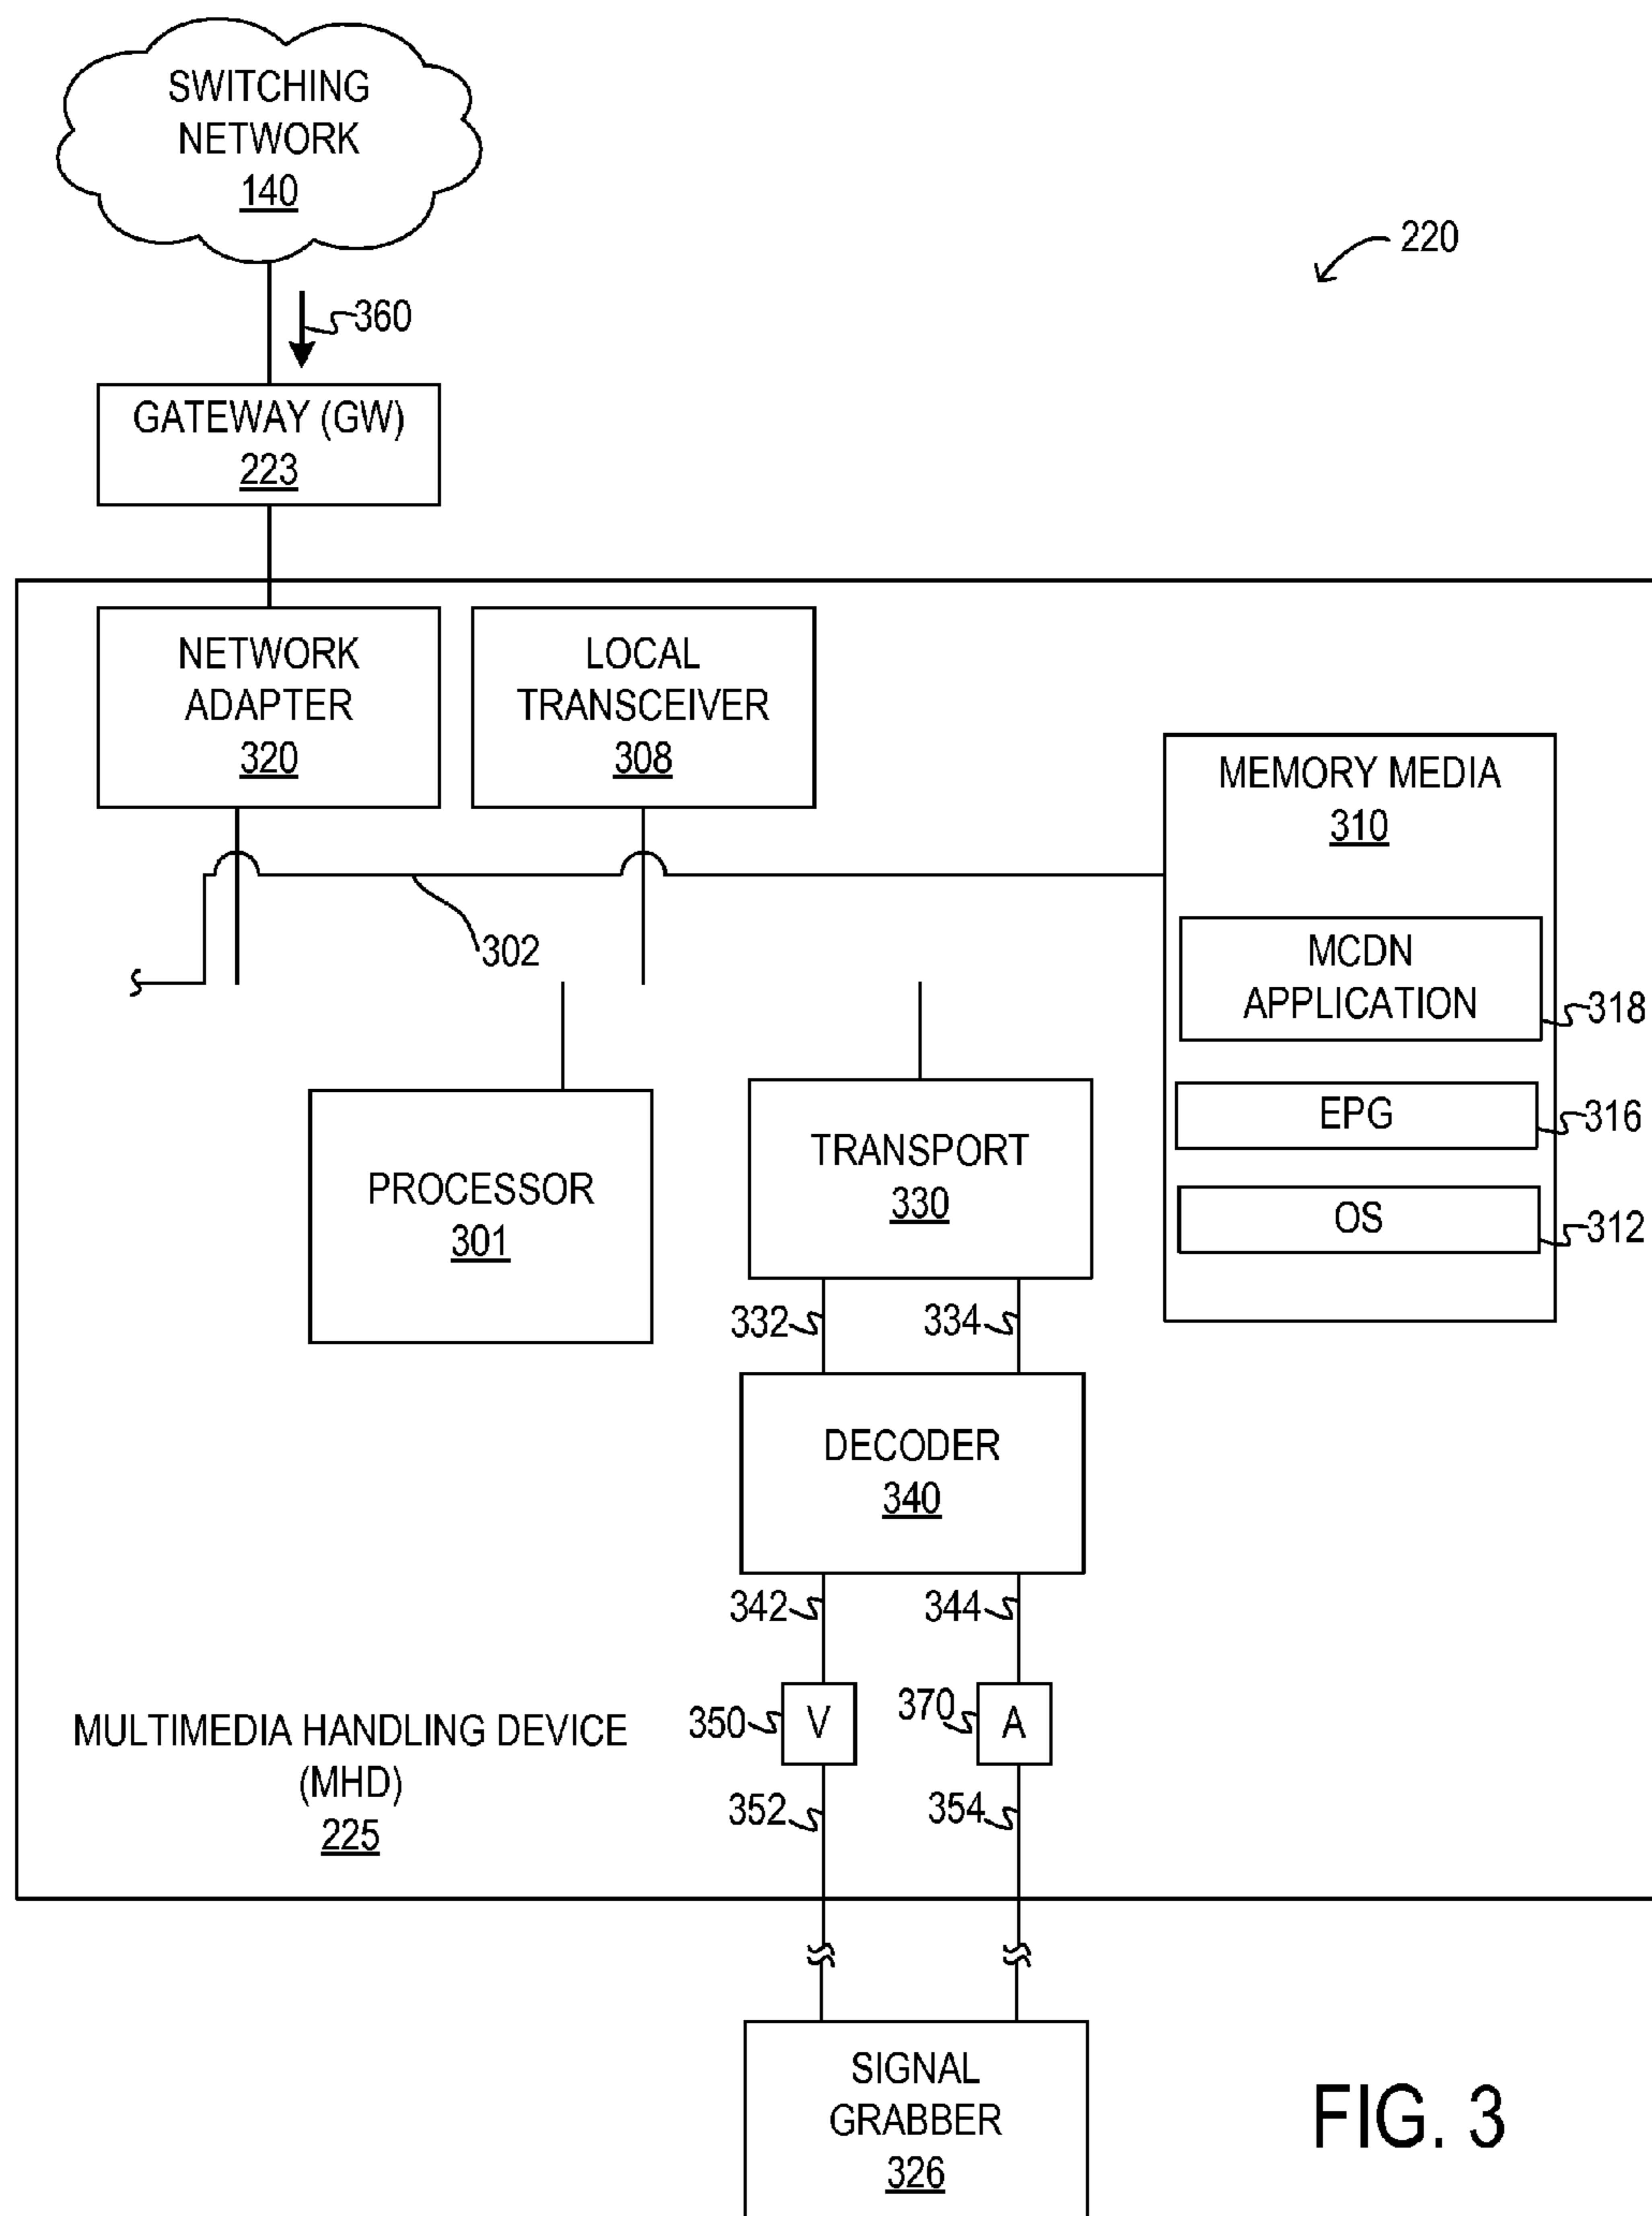 SWITCHING
NETWORK
140
220
360
GATEWAY (GW)
223
NETWORK
ADAPTER
320
LOCAL
TRANSCEIVER
308
MEMORY MEDIA
310
302
MCDN
APPLICATION
318
EPG
316
OS
312
PROCESSOR
301
TRANSPORT
330
332
334
DECODER
340
342
344
350
V
370
A
MULTIMEDIA HANDLING DEVICE
(MHD)
225
352
354
SIGNAL
GRABBER
326
FIG. 3